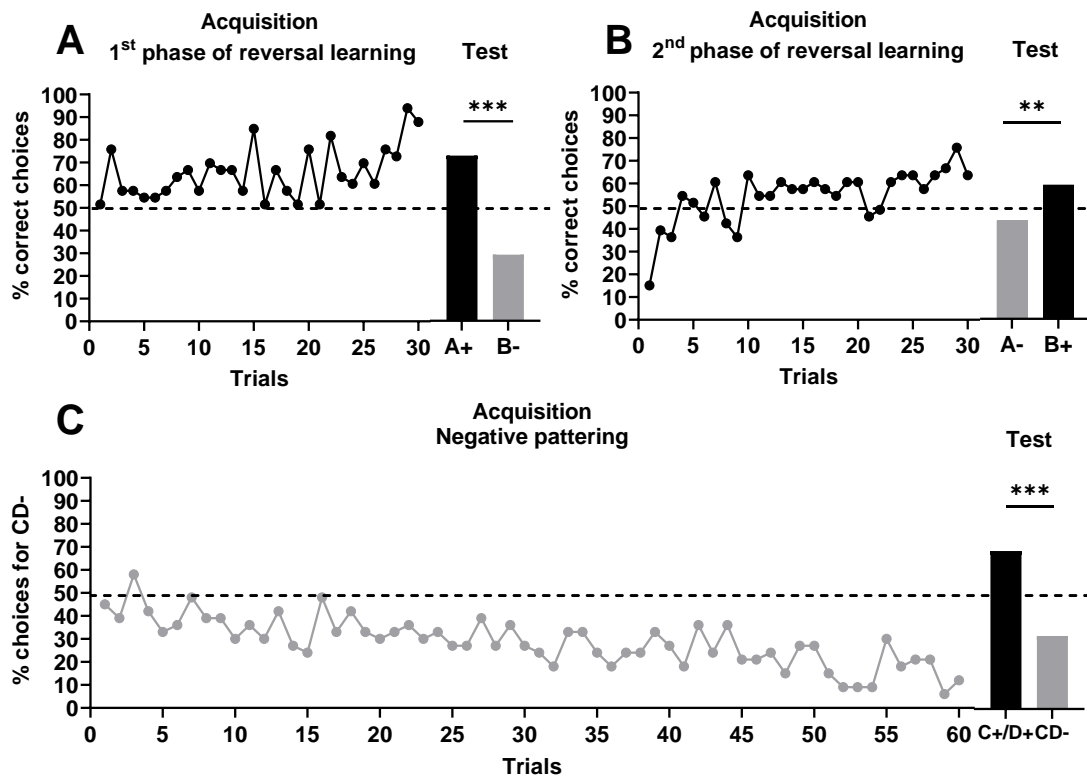 A
Acquisition
1st phase of reversal learning
Test
***
% correct choices
100
90
80
70
60
50
40
30
20
10
0
0 5 10 15 20 25 30
A+ B-
Trials
B
Acquisition
2nd phase of reversal learning
Test
**
% correct choices
100
90
80
70
60
50
40
30
20
10
0
0 5 10 15 20 25 30
A- B+
Trials
C
Acquisition
Negative pattering
Test
***
% choices for CD-
100
90
80
70
60
50
40
30
20
10
0
0 5 10 15 20 25 30 35 40 45 50 55 60
C+/D+ CD-
Trials